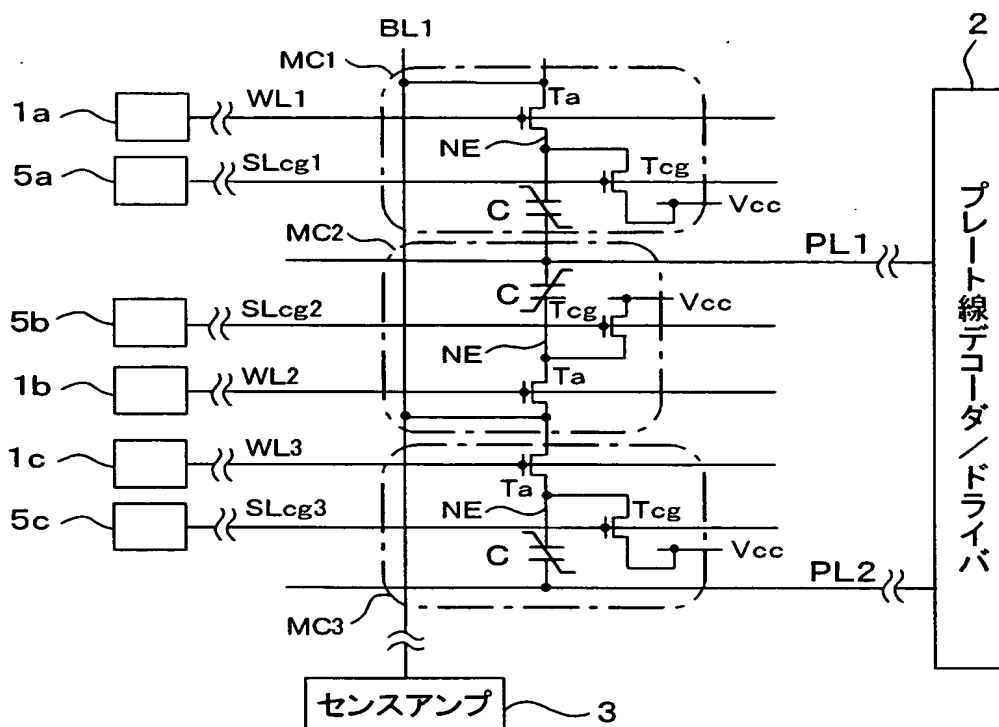 BL1
2
MC1
Ta
1a
WL1
NE
5a
SLcg1
Tcg
C
Vcc
MC2
PL1
C
Tcg
Vcc
5b
SLcg2
NE
1b
WL2
Ta
1c
WL3
Ta
NE
Tcg
5c
SLcg3
C
Vcc
PL2
MC3
プレート線デコーダ/ドライバ
センスアンプ
3